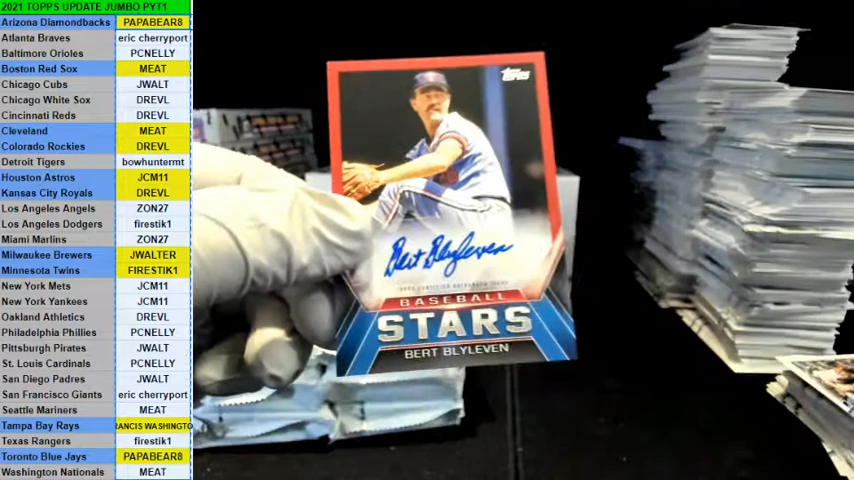 2021 TOPPS UPDATE JUMBO PYT1
Arizona Diamondbacks PAPABEAR8
Atlanta Braves eric cherryport
Baltimore Orioles PCNELLY
Boston Red Sox MEAT
Chicago Cubs JWALT
Chicago White Sox DREVL
Cincinnati Reds DREVL
Cleveland MEAT
Colorado Rockies DREVL
Detroit Tigers bowhuntermt
Houston Astros JCM11
Kansas City Royals DREVL
Los Angeles Angels ZON27
Los Angeles Dodgers firestik1
Miami Marlins ZON27
Milwaukee Brewers JWALTER
Minnesota Twins FIRESTIK1
New York Mets JCM11
New York Yankees JCM11
Oakland Athletics DREVL
Philadelphia Phillies PCNELLY
Pittsburgh Pirates JWALT
St. Louis Cardinals PCNELLY
San Diego Padres JWALT
San Francisco Giants eric cherryport
Seattle Mariners MEAT
Tampa Bay Rays RANCIS WASHINGTO
Texas Rangers firestik1
Toronto Blue Jays PAPABEAR8
Washington Nationals MEAT
Topps
Bert Blyleven
TOPPS CERTIFIED AUTOGRAPH ISSUE
BASEBALL
STARS
BERT BLYLEVEN